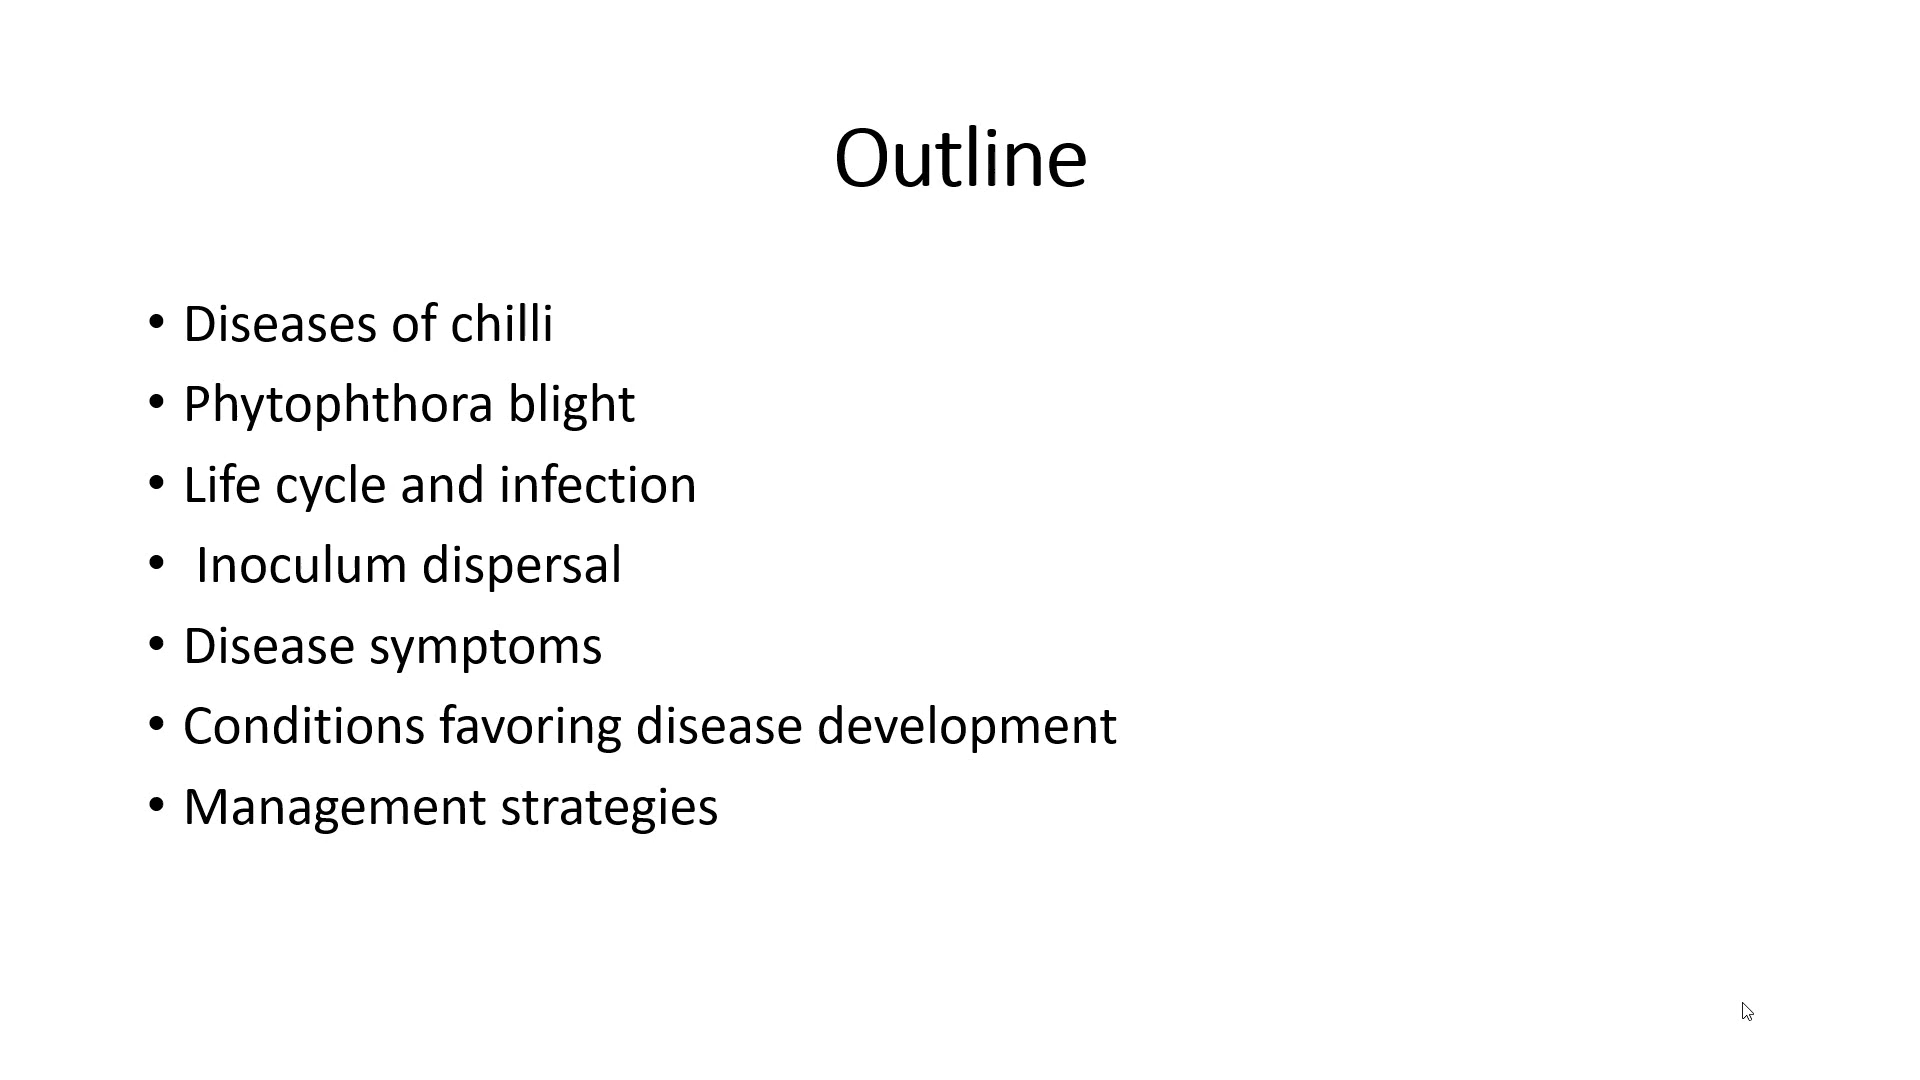 Outline
• Diseases of chilli
• Phytophthora blight
• Life cycle and infection
• Inoculum dispersal
• Disease symptoms
• Conditions favoring disease development
• Management strategies